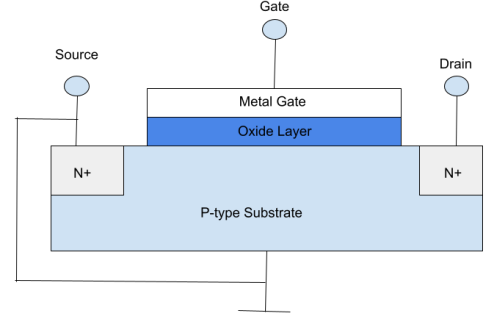 Gate
Source
Drain
Metal Gate
Oxide Layer
N+
N+
P-type Substrate